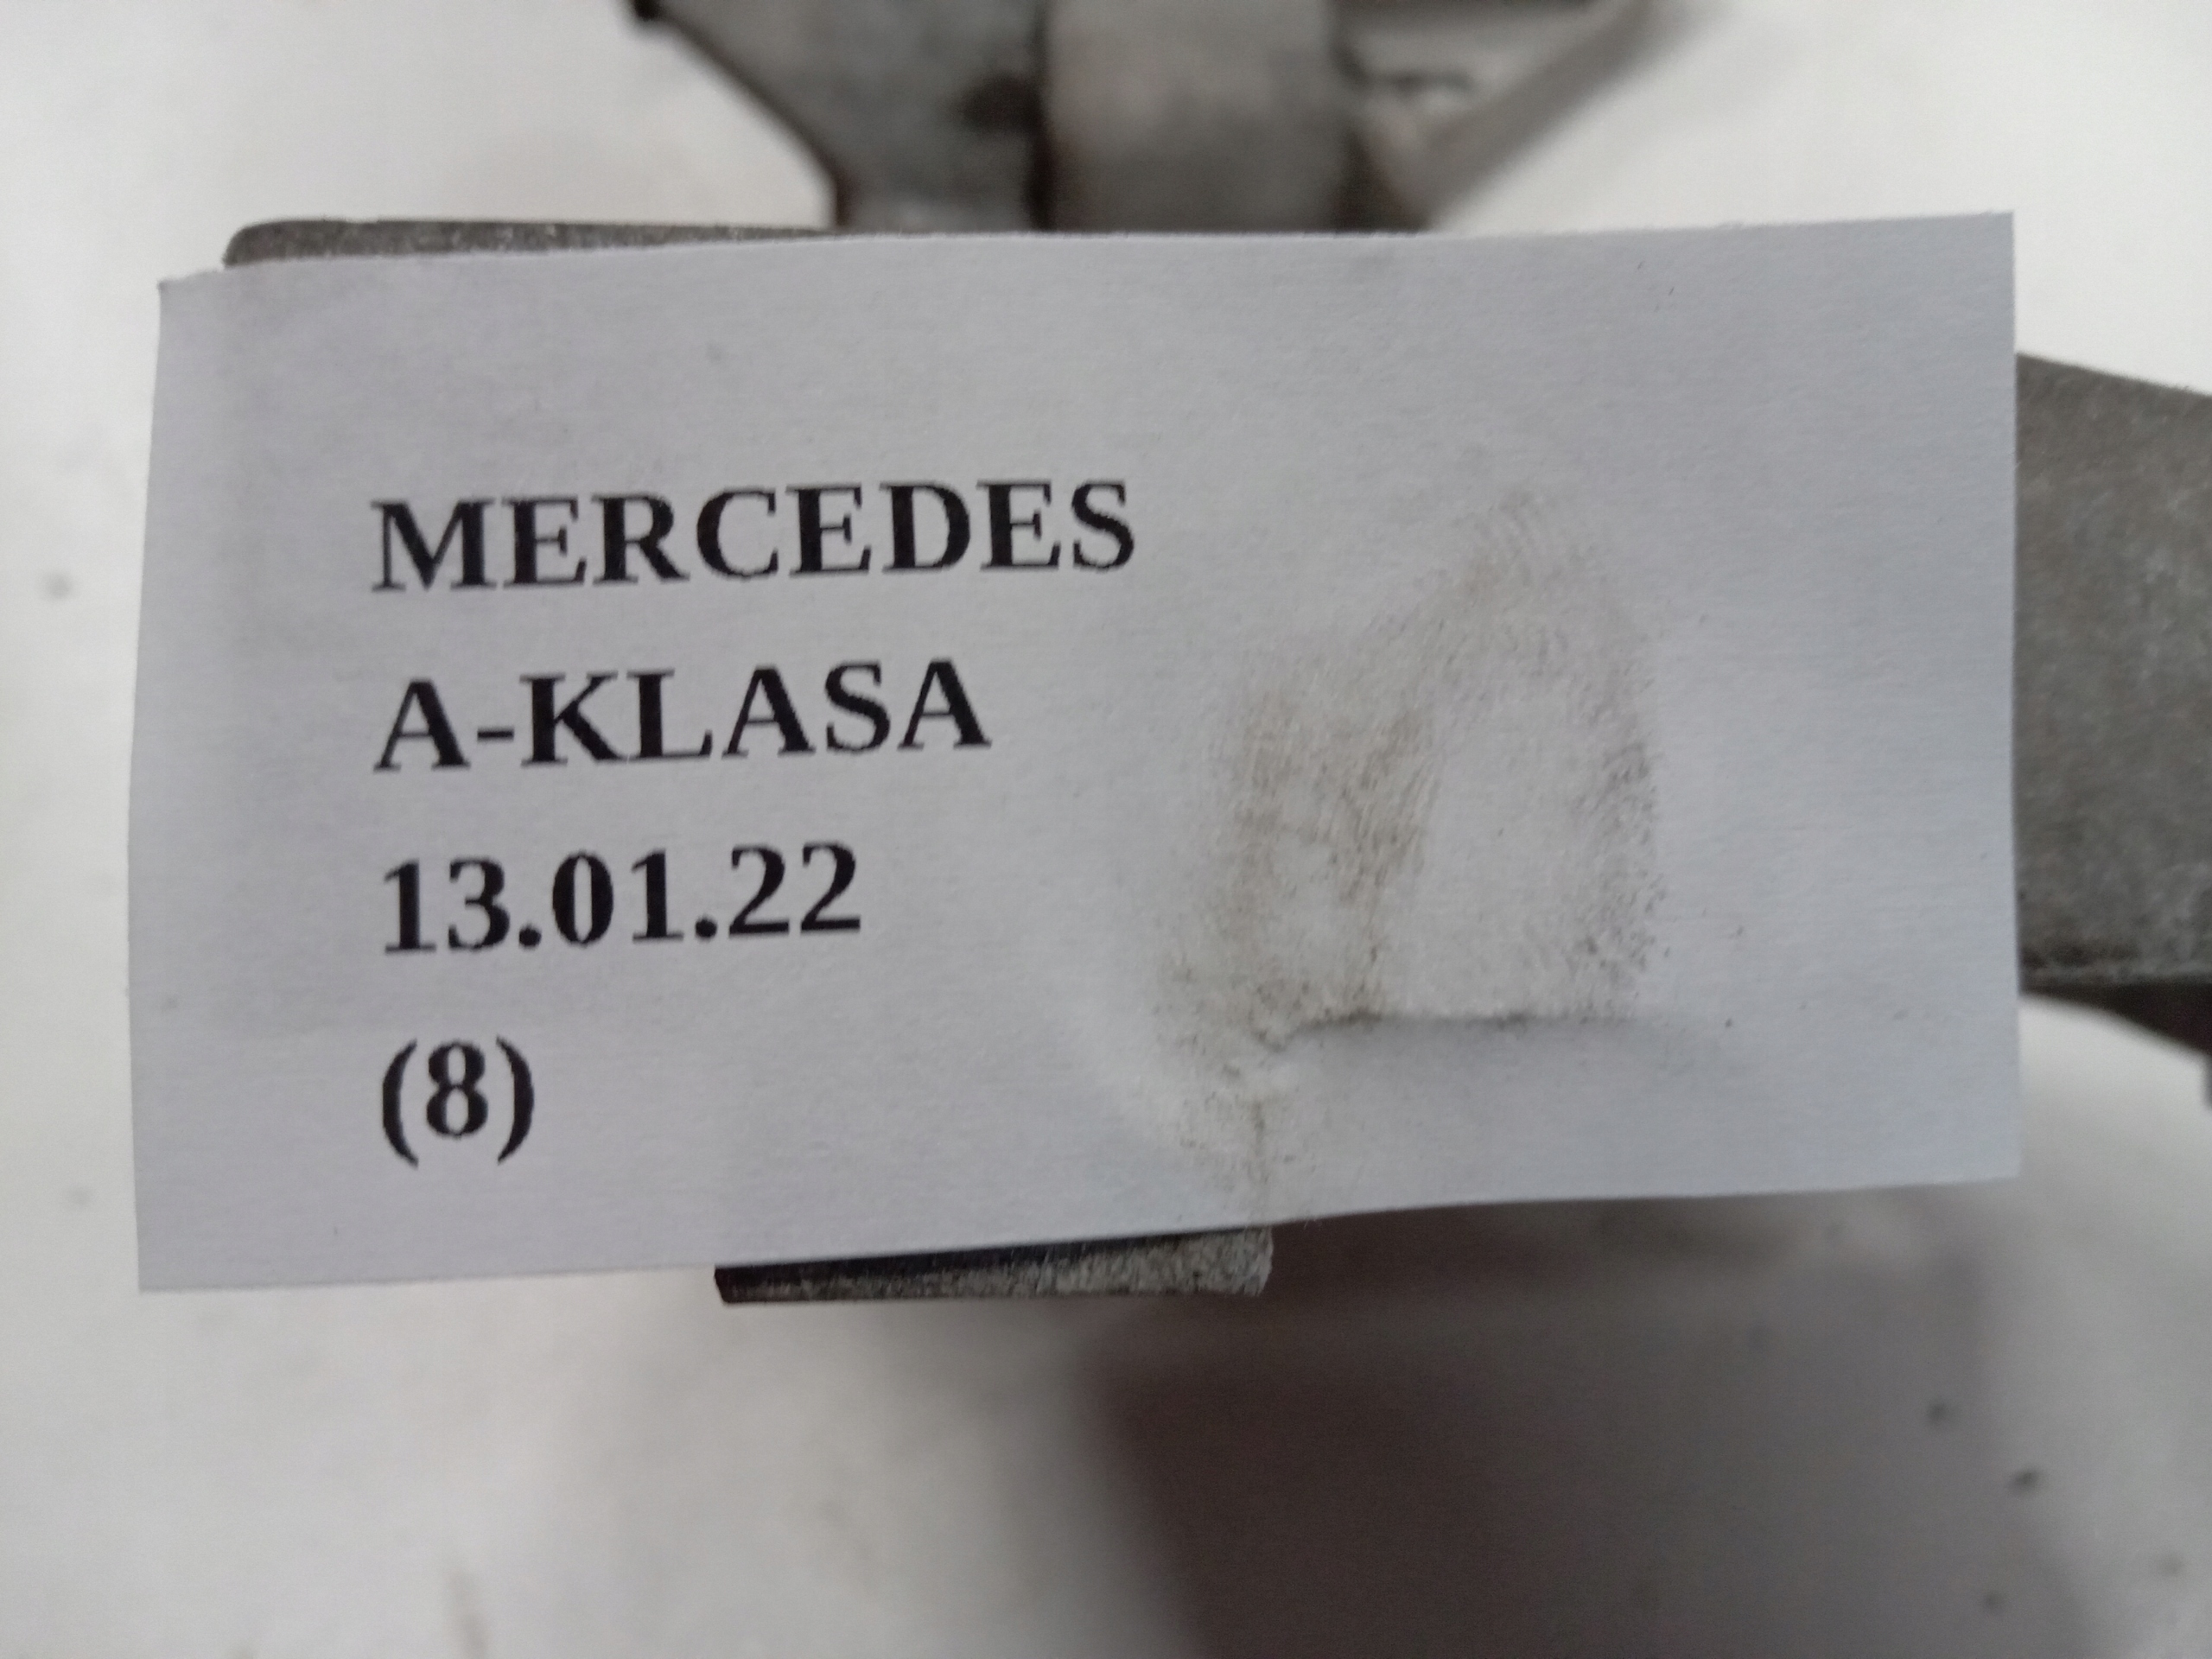 MERCEDES
A-KLASA
13.01.22
(8)